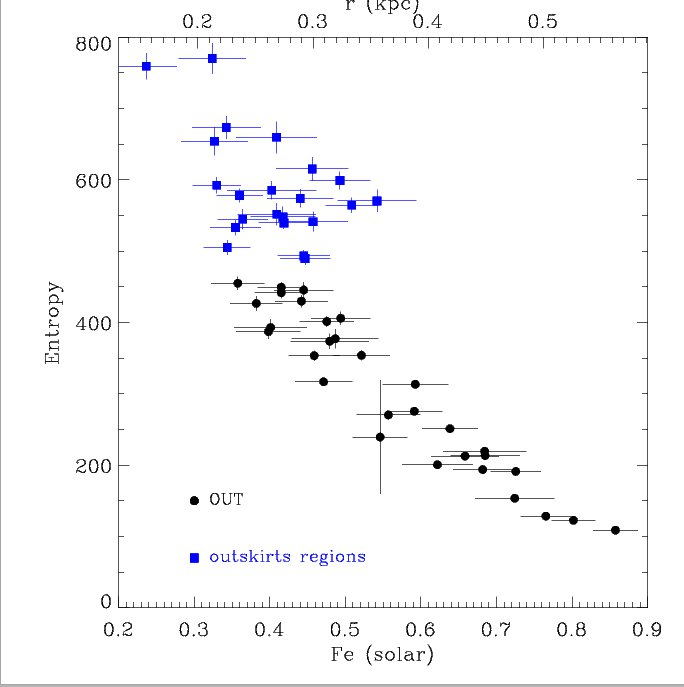 r (kpc)
0.2 0.3 0.4 0.5
800
600
400
200
0
Entropy
OUT
outskirts regions
0.2 0.3 0.4 0.5 0.6 0.7 0.8 0.9
Fe (solar)